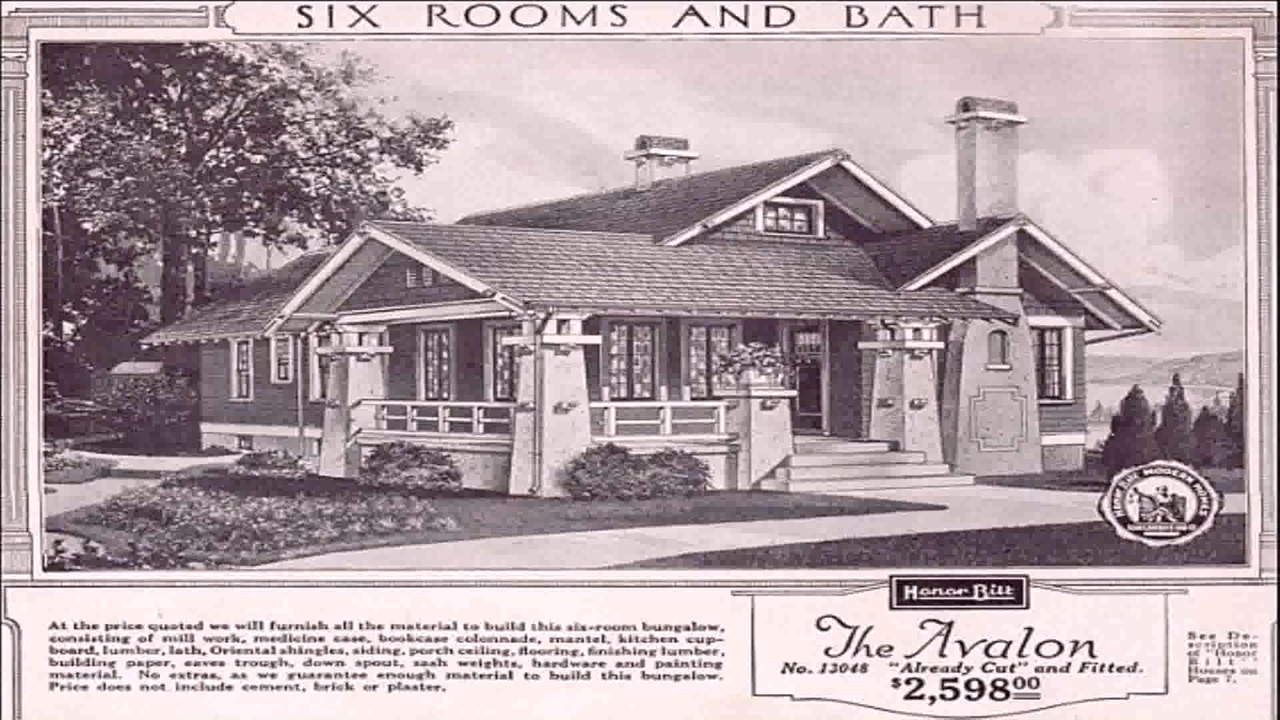 SIX ROOMS AND BATH
At the price quoted we will furnish all the material to build this six-room bungalow,
consisting of mill work, medicine case, bookcase colonnade, mantel, kitchen cup-
board, lumber, lath, Oriental shingles, siding, porch ceiling, flooring, finishing lumber,
building paper, eaves trough, down spout, sash weights, hardware and painting
material. No extras, as we guarantee enough material to build this bungalow.
Price does not include cement, brick or plaster.
Honor Bilt
The Avalon
No. 13048 "Already Cut" and Fitted.
$2,598.00
See De-
scription
of "Honor
Bilt"
Houses on
Page 7.
HONOR BILT MODERN HOMES